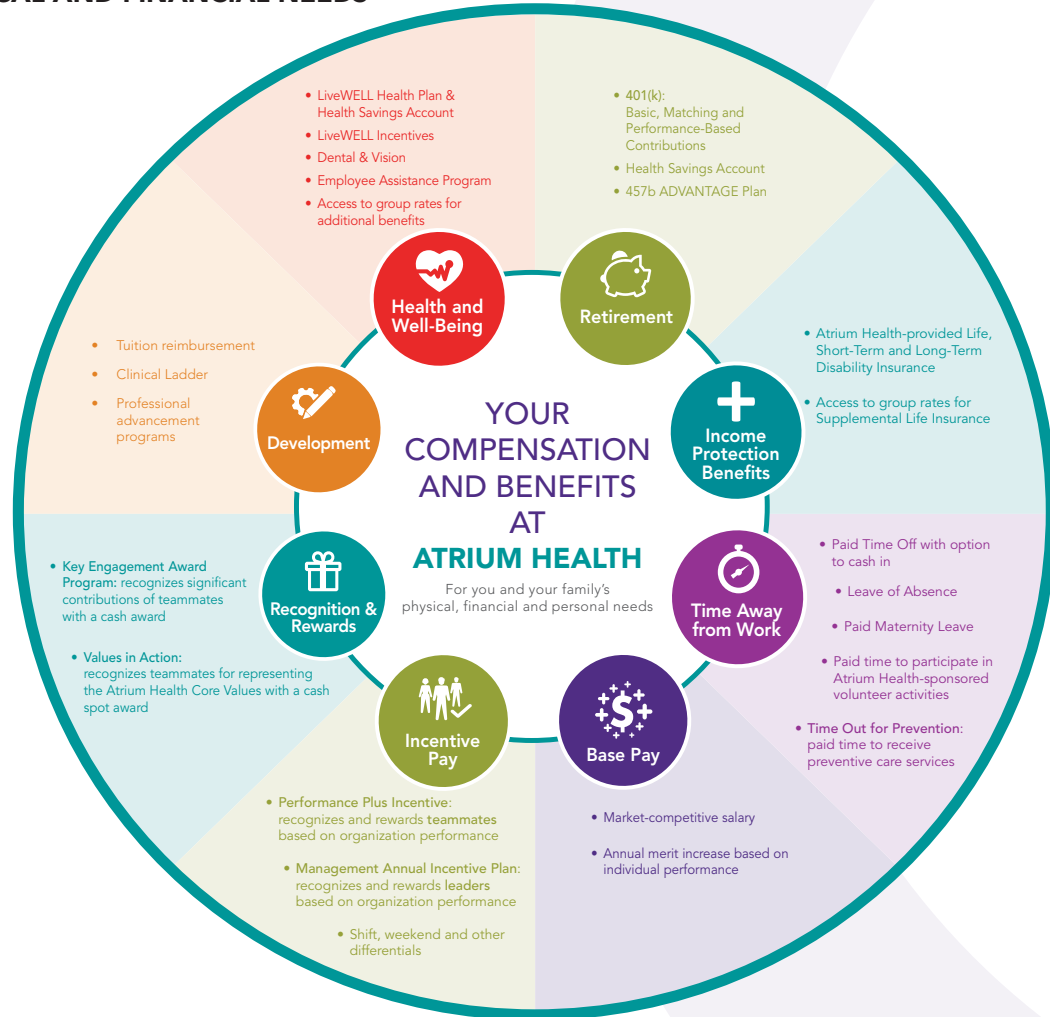 AND FINANCIAL NEEDS
• LiveWELL Health Plan &
Health Savings Account
• LiveWELL Incentives
• Dental & Vision
• Employee Assistance Program
• Access to group rates for
additional benefits
Health and
Well-Being
• 401(k):
Basic, Matching and
Performance-Based
Contributions
• Health Savings Account
• 457b ADVANTAGE Plan
Retirement
• Atrium Health-provided Life,
Short-Term and Long-Term
Disability Insurance
• Access to group rates for
Supplemental Life Insurance
Income
Protection
Benefits
• Paid Time Off with option
to cash in
• Leave of Absence
• Paid Maternity Leave
• Paid time to participate in
Atrium Health-sponsored
volunteer activities
• Time Out for Prevention:
paid time to receive
preventive care services
Time Away
from Work
$
Base Pay
• Market-competitive salary
• Annual merit increase based on
individual performance
Incentive
Pay
• Performance Plus Incentive:
recognizes and rewards teammates
based on organization performance
• Management Annual Incentive Plan:
recognizes and rewards leaders
based on organization performance
• Shift, weekend and other
differentials
Recognition &
Rewards
• Key Engagement Award
Program: recognizes significant
contributions of teammates
with a cash award
• Values in Action:
recognizes teammates for representing
the Atrium Health Core Values with a cash
spot award
Development
• Tuition reimbursement
• Clinical Ladder
• Professional
advancement
programs
YOUR
COMPENSATION
AND BENEFITS
AT
ATRIUM HEALTH
For you and your family's
physical, financial and personal needs